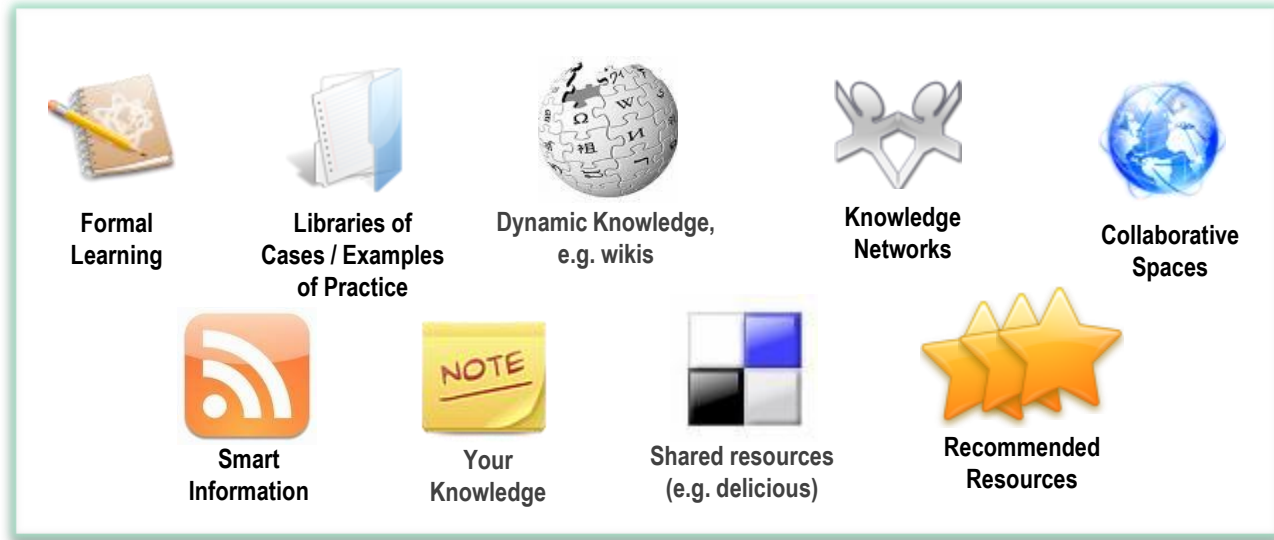 Formal
Learning
Libraries of
Cases / Examples
of Practice
Dynamic Knowledge,
e.g. wikis
Knowledge
Networks
Collaborative
Spaces
NOTE
Smart
Information
Your
Knowledge
Shared resources
(e.g. delicious)
Recommended
Resources